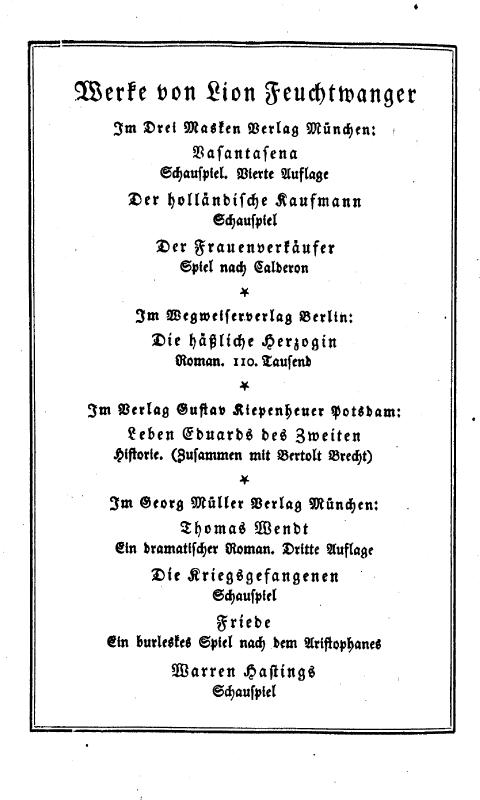 Werke von Lion Feuchtwanger
Im Drei Masken Verlag München:
Vaſantaſena
Schauſpiel. Vierte Auflage
Der holländiſche Kaufmann
Schauſpiel
Der Frauenverkäufer
Spiel nach Calderon
*
Im Wegweiſerverlag Berlin:
Die häßliche Herzogin
Roman. 110. Tauſend
*
Im Verlag Guſtav Kiepenheuer Potsdam:
Leben Eduards des Zweiten
Hiſtorie. (Zuſammen mit Bertolt Brecht)
*
Im Georg Müller Verlag München:
Thomas Wendt
Ein dramatiſcher Roman. Dritte Auflage
Die Kriegsgefangenen
Schauſpiel
Friede
Ein burleskes Spiel nach dem Ariſtophanes
Warren Haſtings
Schauſpiel